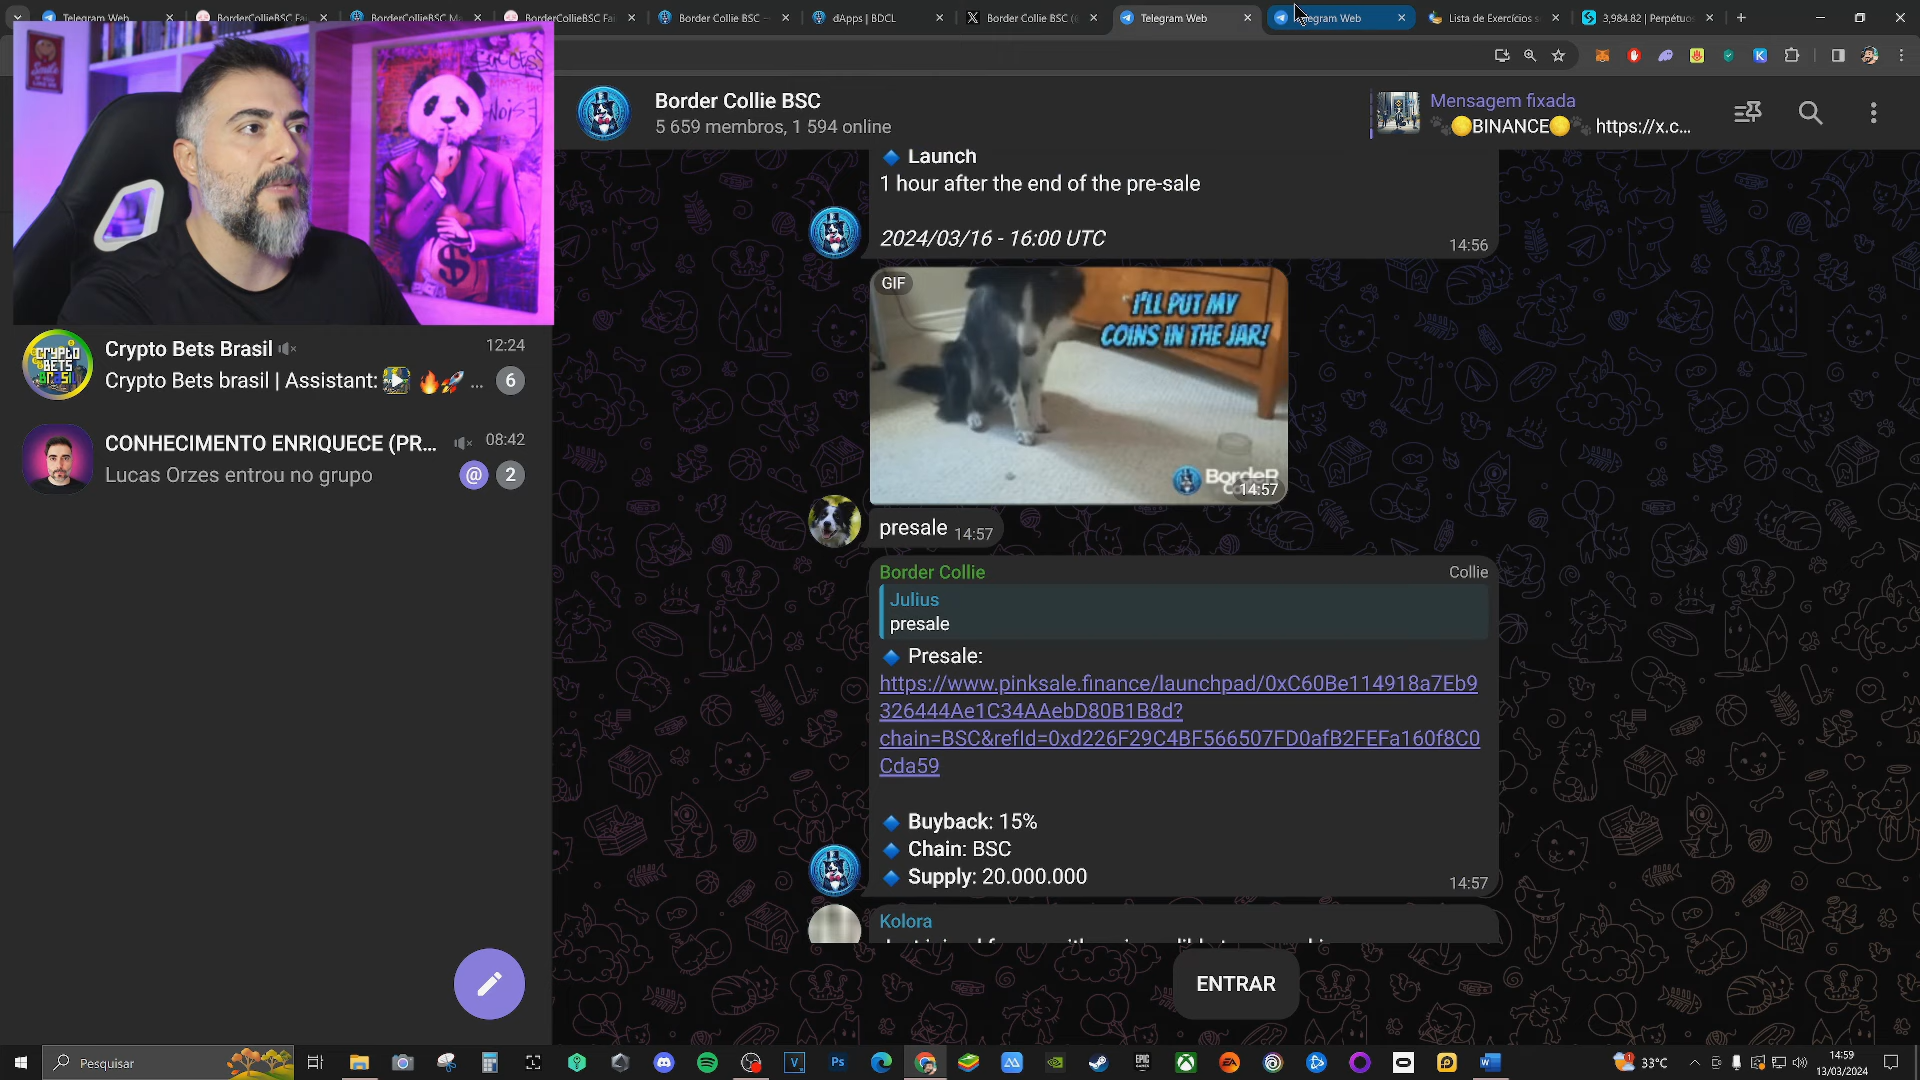 Telegram Web
BorderCollieBSC Fai
BorderCollieBSC M
BorderCollieBSC Fai
Border Collie BSC –
dApps | BDCL
Border Collie BSC (@
Telegram Web
Telegram Web
Lista de Exercícios s
3,984.82 | Perpétuo
Border Collie BSC
5 659 membros, 1 594 online
Mensagem fixada
🐾🟡BINANCE🟡🐾 https://x.c...
🔹 Launch
1 hour after the end of the pre-sale
2024/03/16 - 16:00 UTC
14:56
GIF
I'LL PUT MY
COINS IN THE JAR!
14:57
presale 14:57
Border Collie
Collie
Julius
presale
🔹 Presale:
https://www.pinksale.finance/launchpad/0xC60Be114918a7Eb9
326444Ae1C34AAebD80B1B8d?
chain=BSC&refId=0xd226F29C4BF566507FD0afB2FEFa160f8C0
Cda59
🔹 Buyback: 15%
🔹 Chain: BSC
🔹 Supply: 20.000.000
14:57
Kolora
ENTRAR
Crypto Bets Brasil
12:24
Crypto Bets brasil | Assistant: 🔥🚀 ...
6
CONHECIMENTO ENRIQUECE (PR...
08:42
Lucas Orzes entrou no grupo
@
2
CRYPTO
BETS
BRASIL
NOISE
Pesquisar
33°C
14:59
13/03/2024